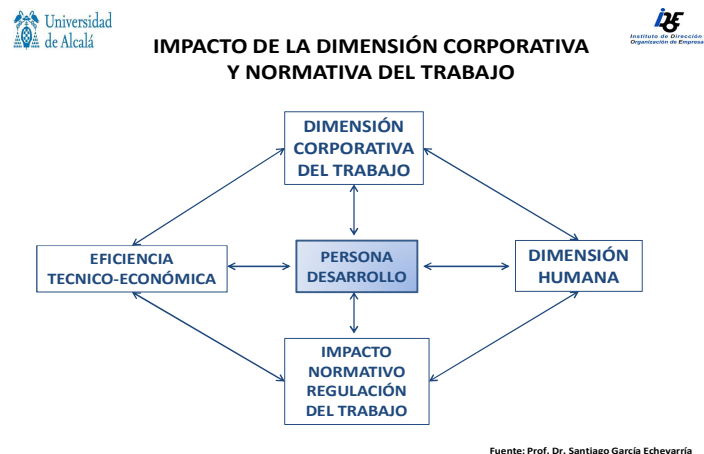 Universidad
de Alcalá
Instituto de Dirección
Organización de Empresa
IMPACTO DE LA DIMENSIÓN CORPORATIVA
Y NORMATIVA DEL TRABAJO
DIMENSIÓN
CORPORATIVA
DEL TRABAJO
EFICIENCIA
TECNICO-ECONÓMICA
PERSONA
DESARROLLO
DIMENSIÓN
HUMANA
IMPACTO
NORMATIVO
REGULACIÓN
DEL TRABAJO
Fuente: Prof. Dr. Santiago García Echevarría